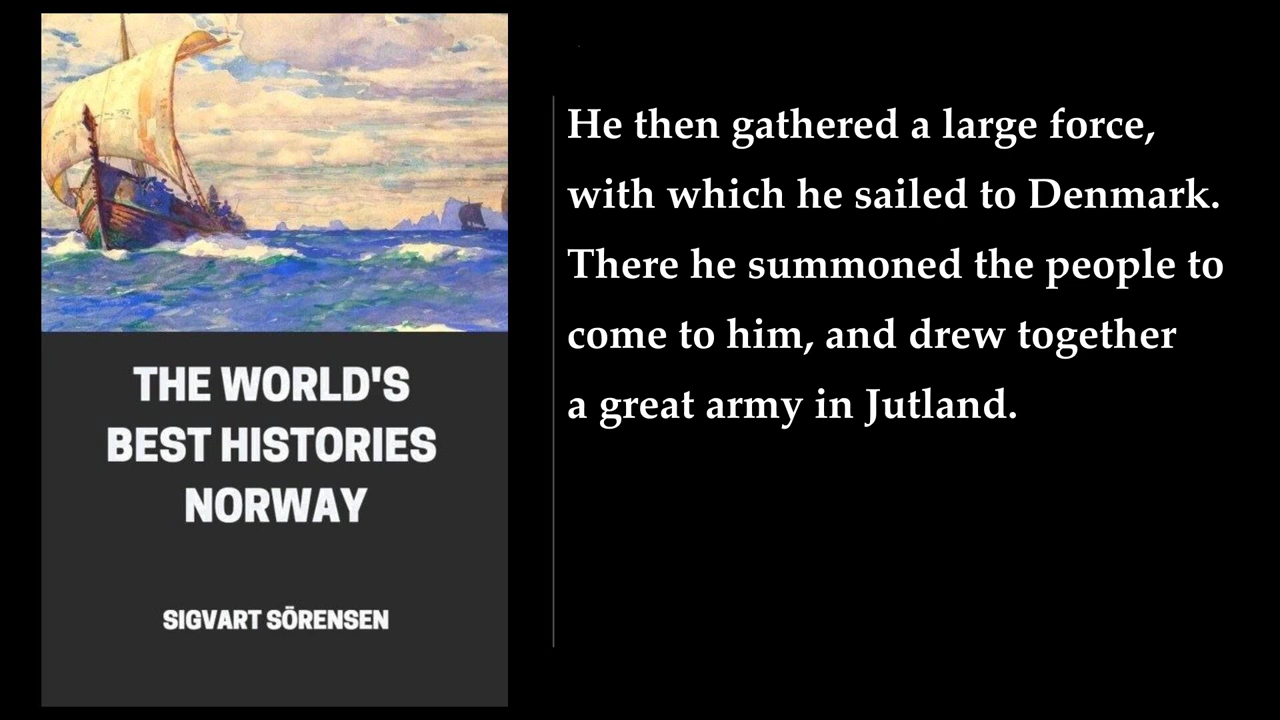 THE WORLD'S
BEST HISTORIES
NORWAY
SIGVART SÖRENSEN
He then gathered a large force,
with which he sailed to Denmark.
There he summoned the people to
come to him, and drew together
a great army in Jutland.